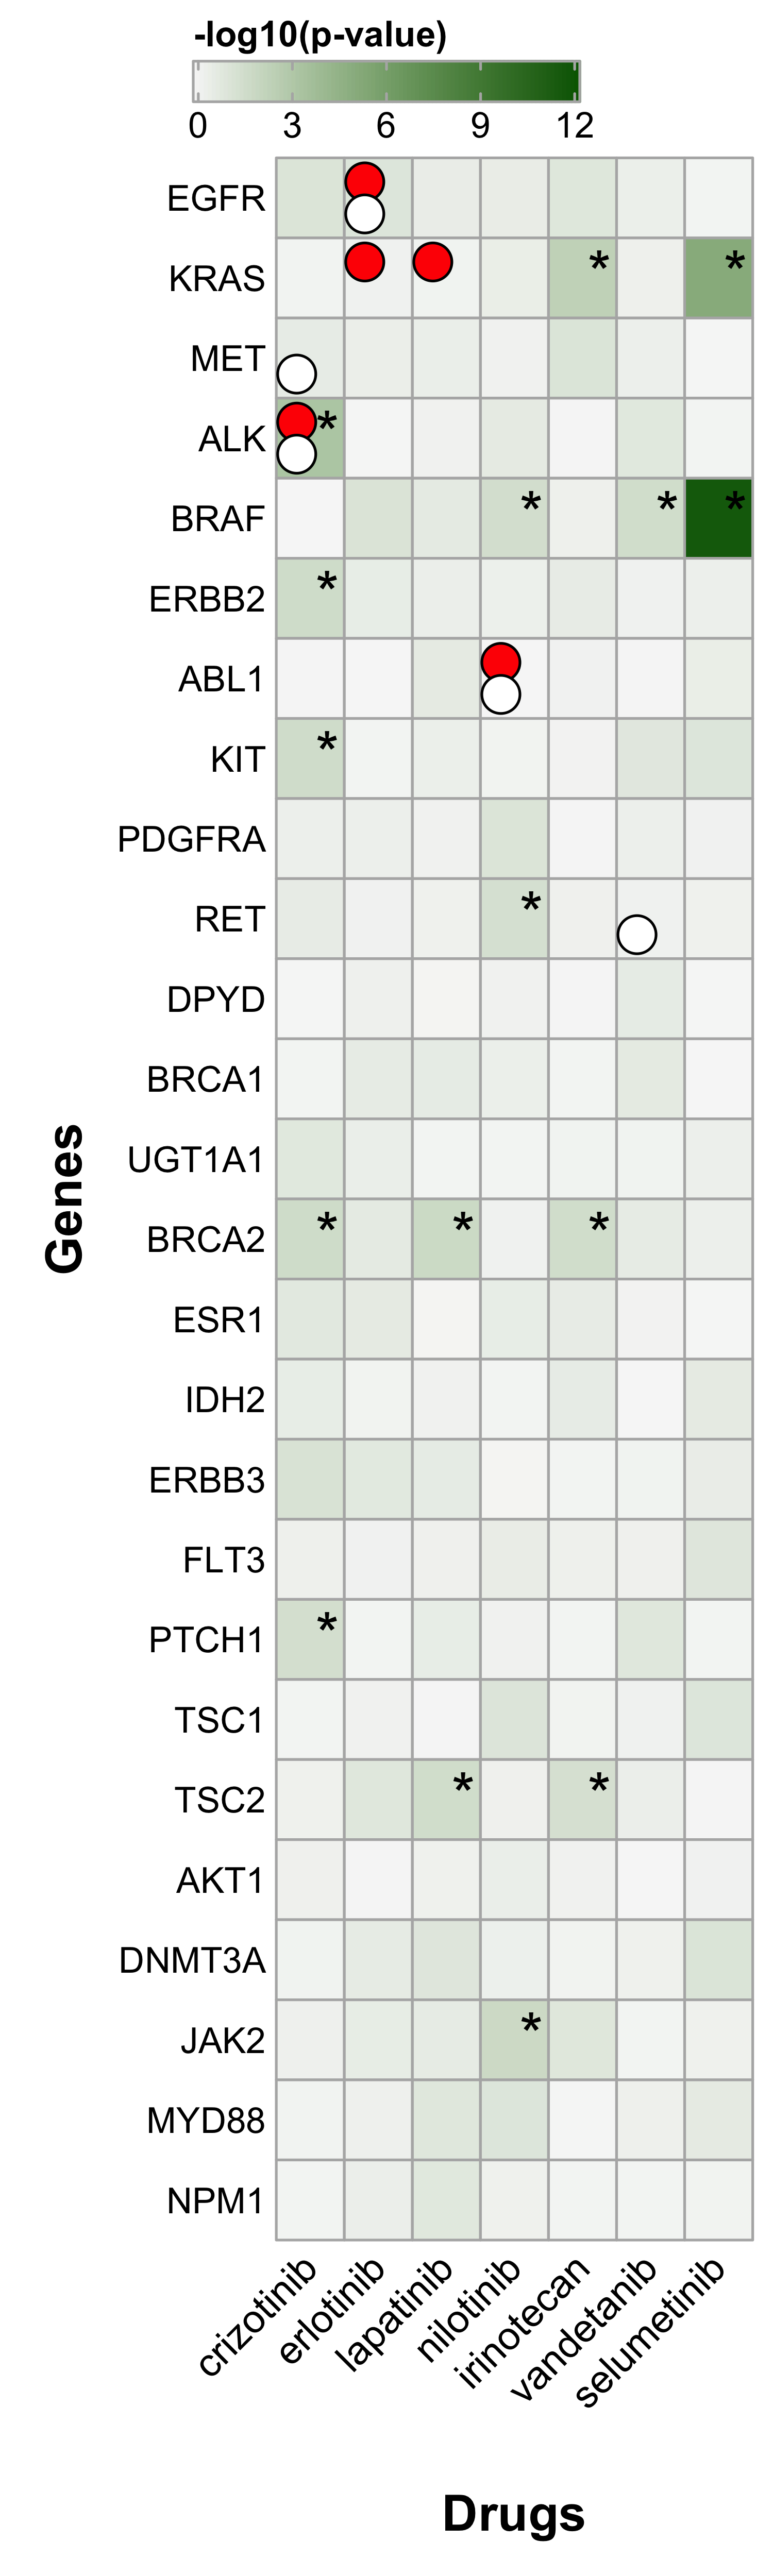 -log10(p-value)
0 3 6 9 12
EGFR
KRAS * *
MET
ALK *
BRAF * * *
ERBB2 *
ABL1
KIT *
PDGFRA
RET *
DPYD
BRCA1
UGT1A1
BRCA2 * * *
ESR1
IDH2
ERBB3
FLT3
PTCH1 *
TSC1
TSC2 * *
AKT1
DNMT3A
JAK2 *
MYD88
NPM1
Genes
crizotinib
erlotinib
lapatinib
nilotinib
irinotecan
vandetanib
selumetinib
Drugs